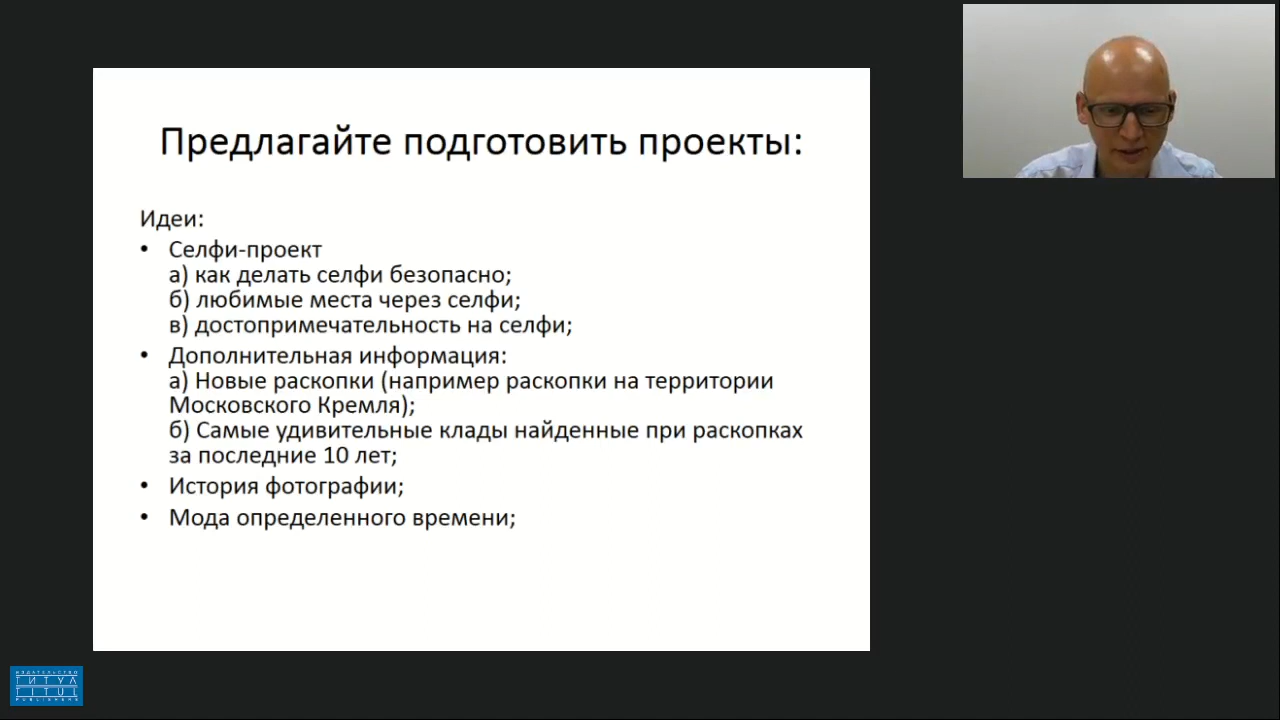 Предлагайте подготовить проекты:
Идеи:
• Селфи-проект
а) как делать селфи безопасно;
б) любимые места через селфи;
в) достопримечательность на селфи;
• Дополнительная информация:
а) Новые раскопки (например раскопки на территории
Московского Кремля);
б) Самые удивительные клады найденные при раскопках
за последние 10 лет;
• История фотографии;
• Мода определенного времени;
ИЗДАТЕЛЬСТВО
ТИТУЛ
TITUL
PUBLISHERS